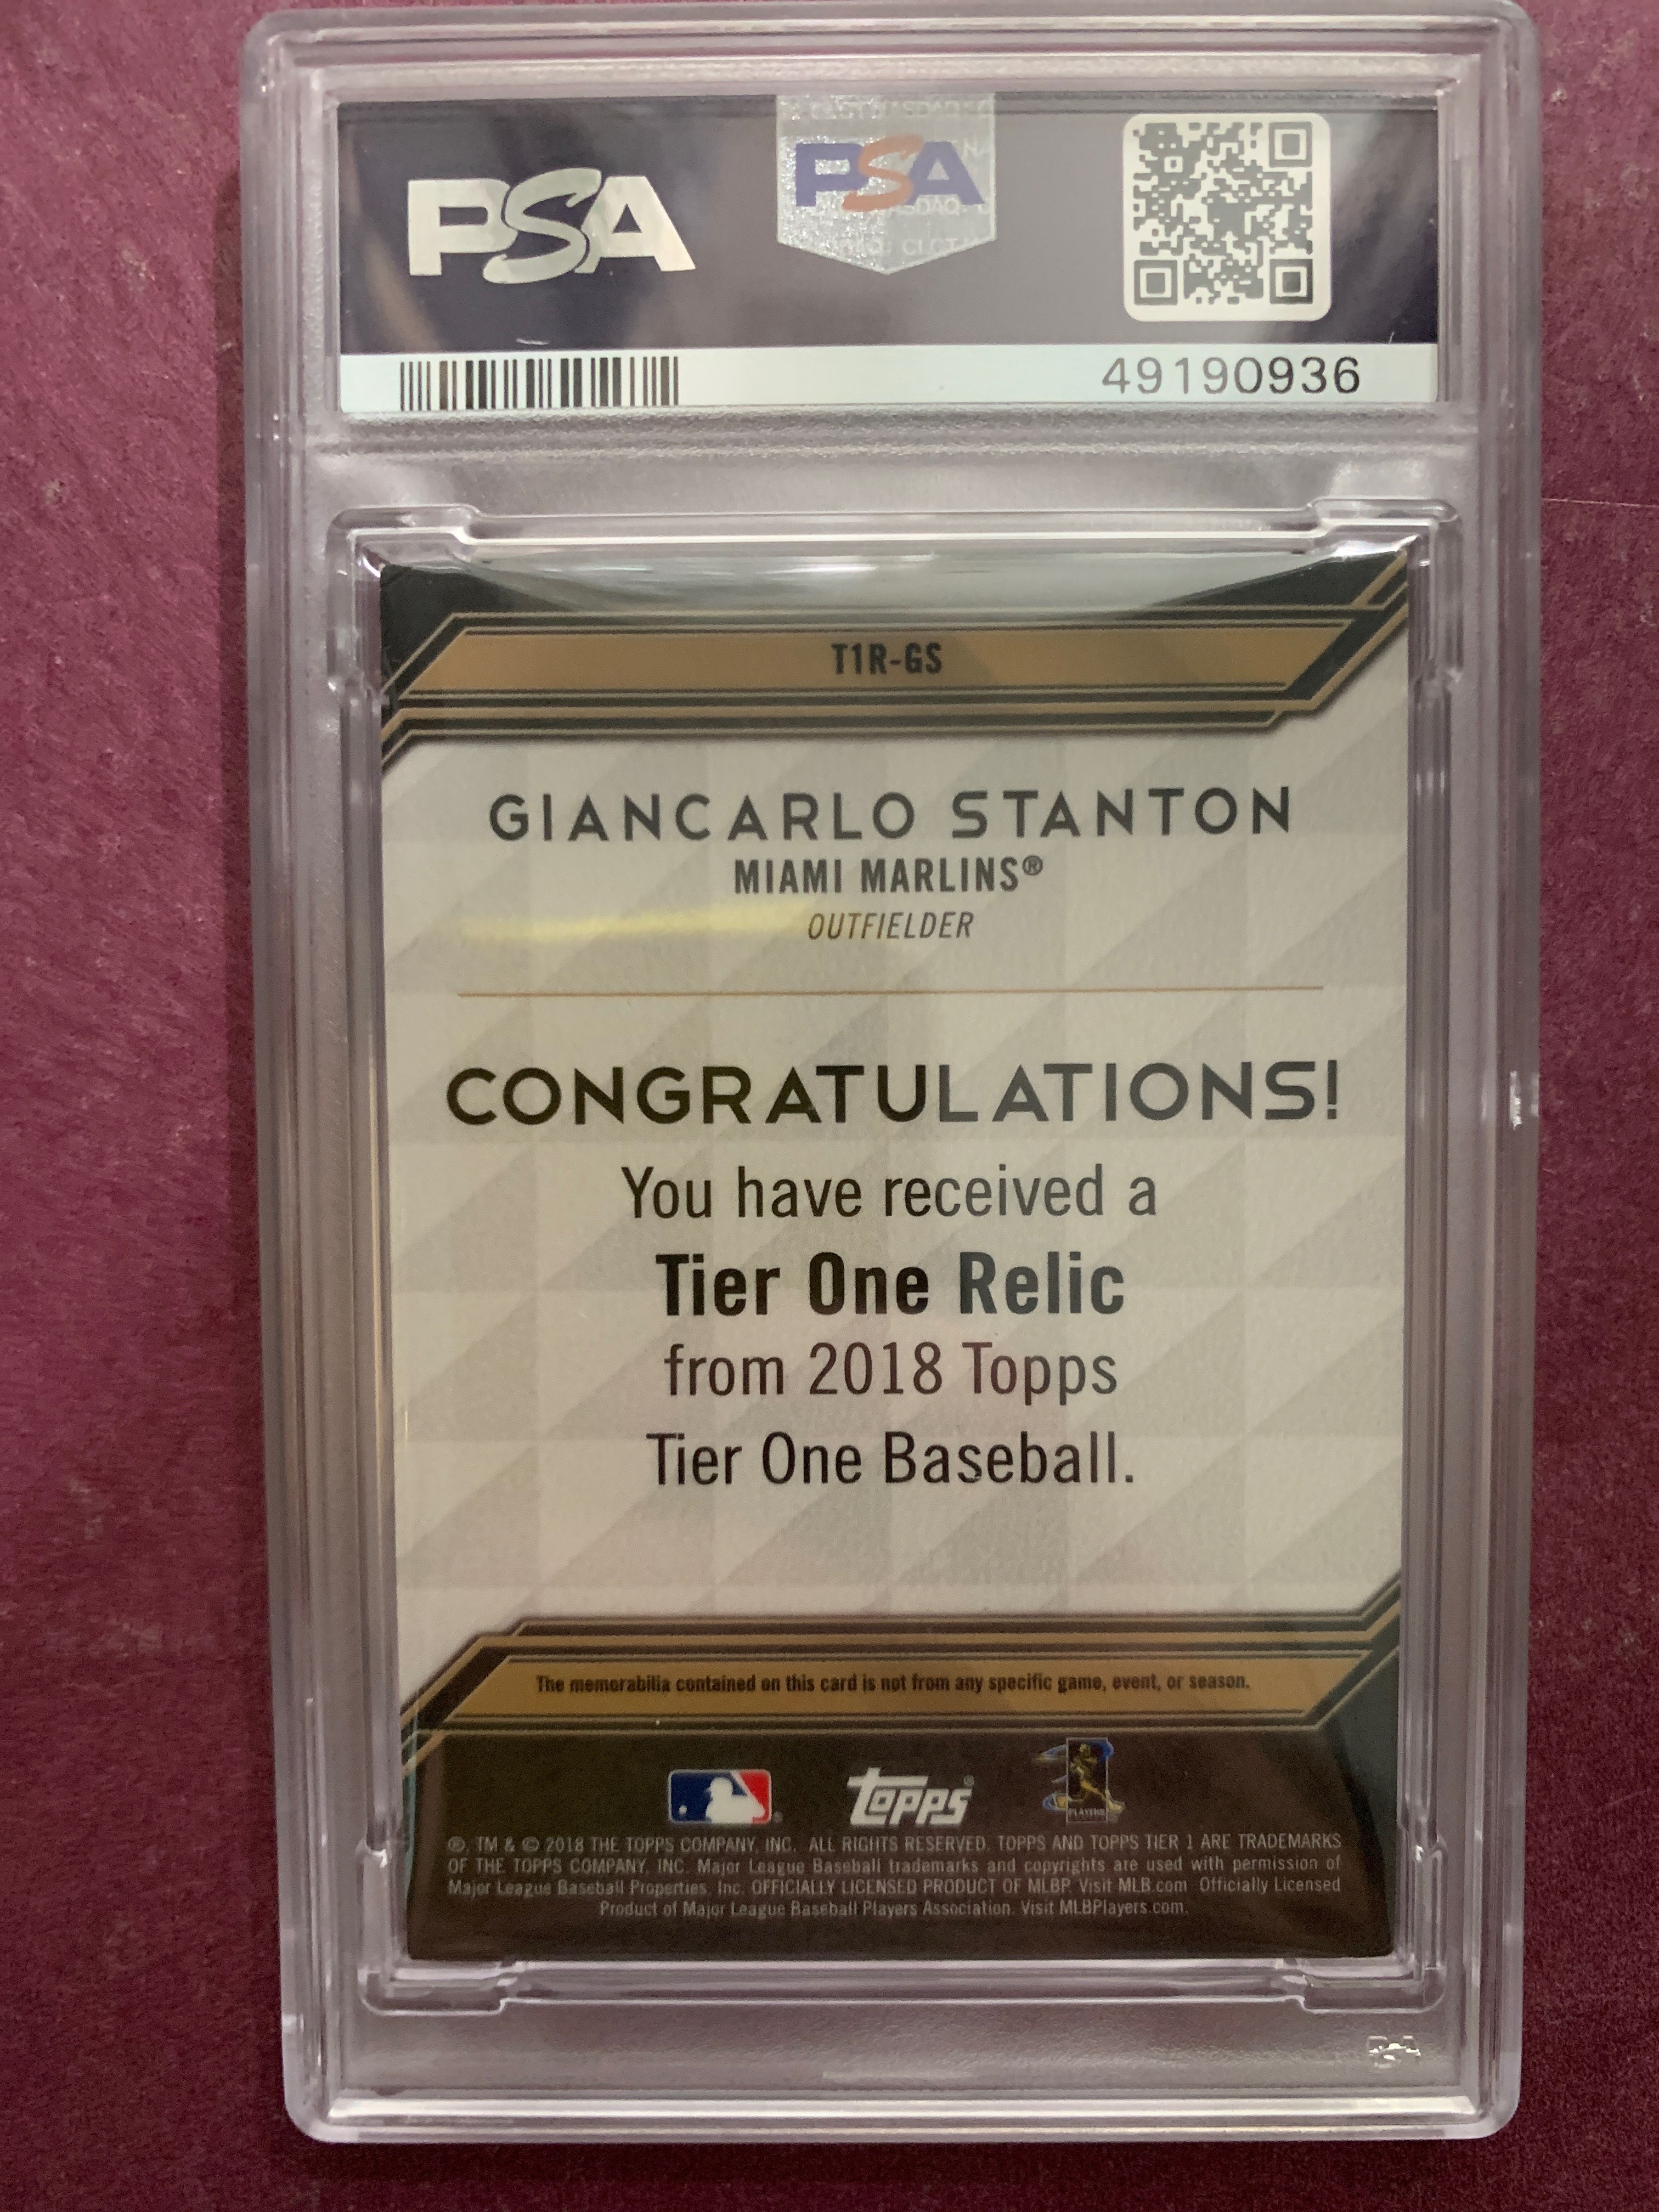 PSA
PSA
49190936
T1R-GS
GIANCARLO STANTON
MIAMI MARLINS®
OUTFIELDER
CONGRATULATIONS!
You have received a
Tier One Relic
from 2018 Topps
Tier One Baseball.
The memorabilia contained on this card is not from any specific game, event, or season.
topps®
PLAYERS
®, TM & © 2018 THE TOPPS COMPANY, INC. ALL RIGHTS RESERVED. TOPPS AND TOPPS TIER 1 ARE TRADEMARKS
OF THE TOPPS COMPANY, INC. Major League Baseball trademarks and copyrights are used with permission of
Major League Baseball Properties, Inc. OFFICIALLY LICENSED PRODUCT OF MLBP. Visit MLB.com Officially Licensed
Product of Major League Baseball Players Association. Visit MLBPlayers.com.
PSA